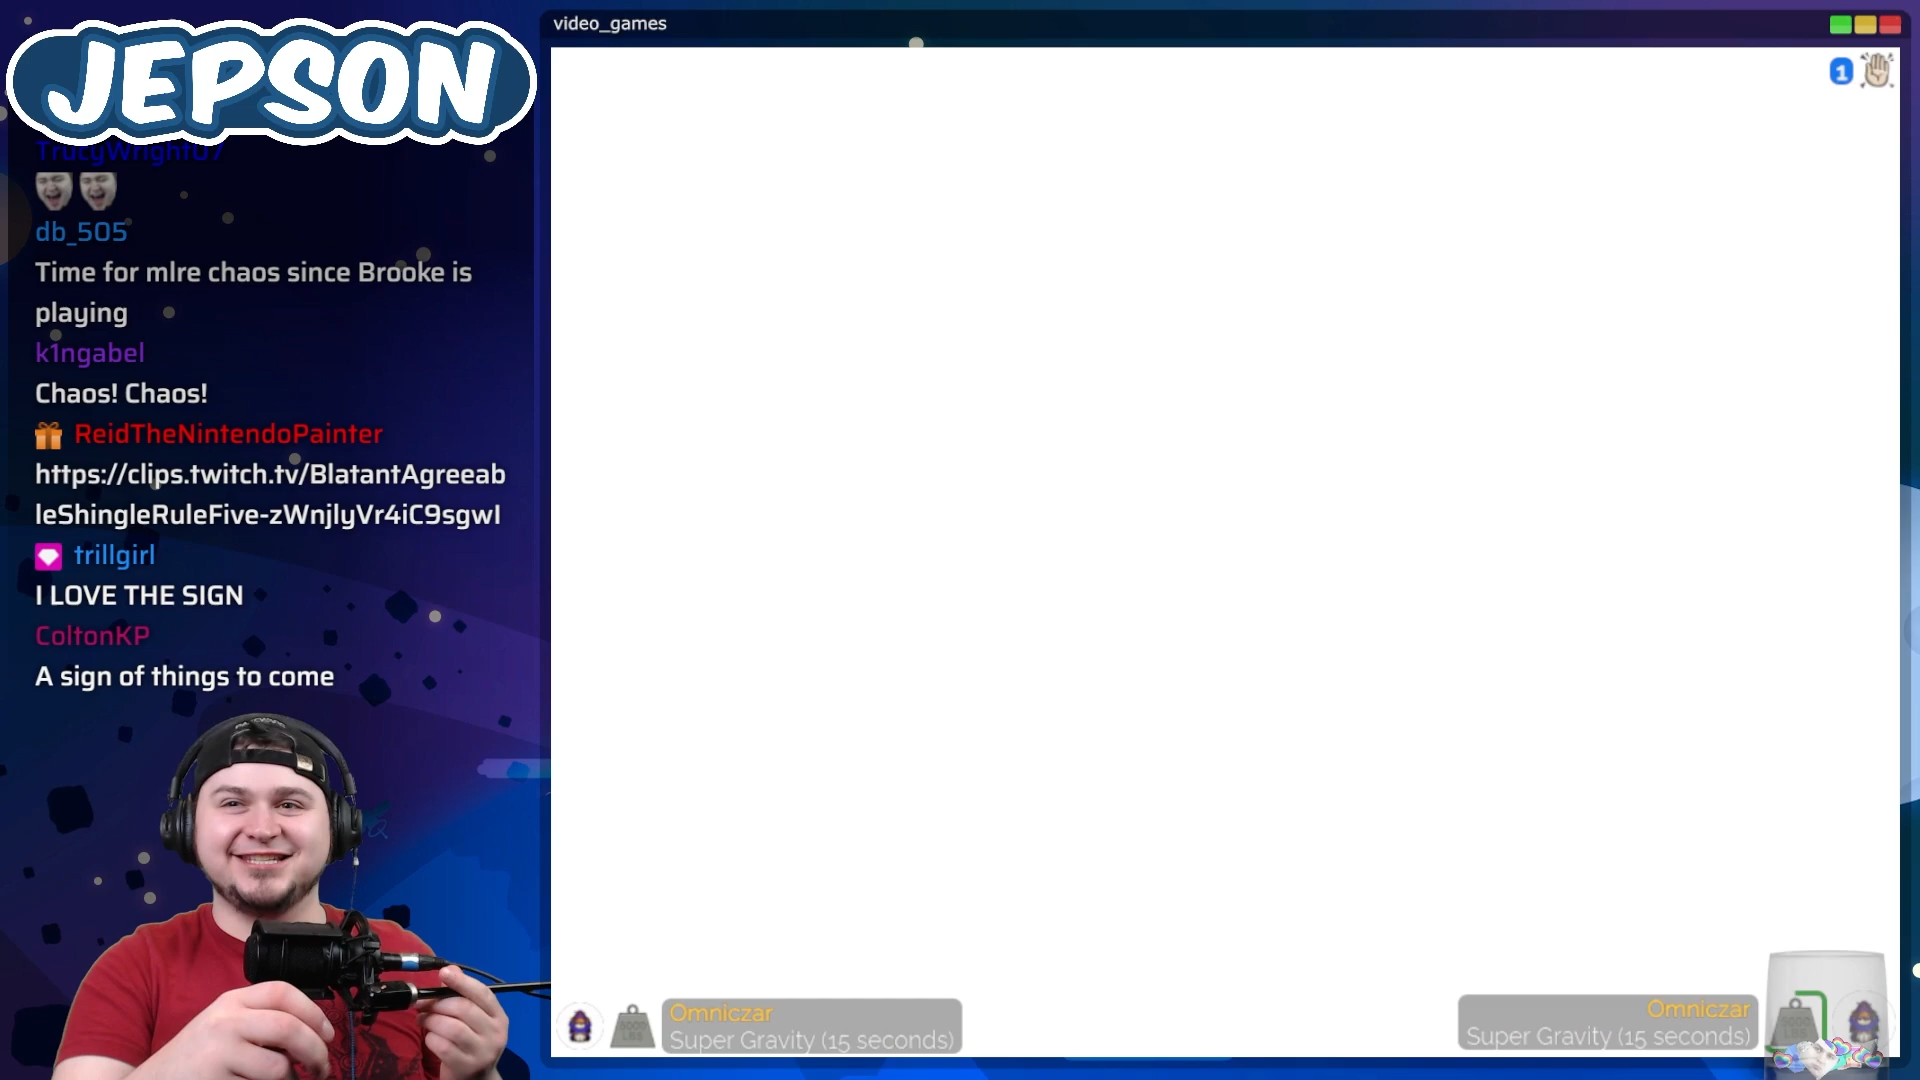 JEPSON
video_games
1
TrucyWright07
db_505
Time for mlre chaos since Brooke is
playing
k1ngabel
Chaos! Chaos!
ReidTheNintendoPainter
https://clips.twitch.tv/BlatantAgreeab
leShingleRuleFive-zWnjlyVr4iC9sgwI
trillgirl
I LOVE THE SIGN
ColtonKP
A sign of things to come
Omniczar
Super Gravity (15 seconds)
Omniczar
Super Gravity (15 seconds)